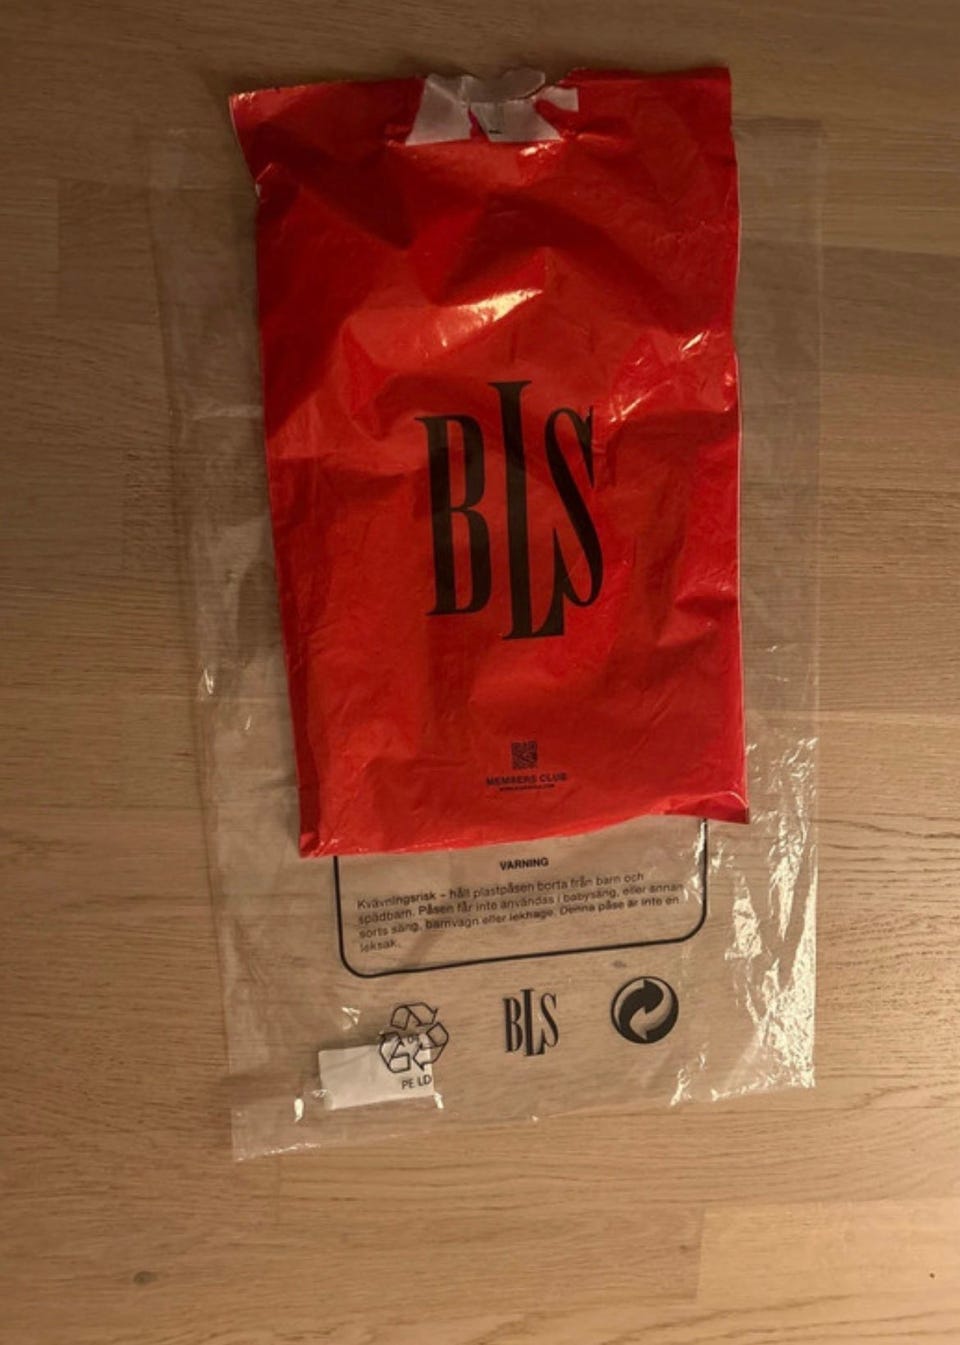 BLS
MEMBERS CLUB
VARNING
Kvävningsrisk – håll plastpåsen borta från barn och
spädbarn. Påsen får inte användas i babysäng, eller annan
sorts säng, barnvagn eller lekhage. Denna påse är inte en
leksak.
BLS
PE LD